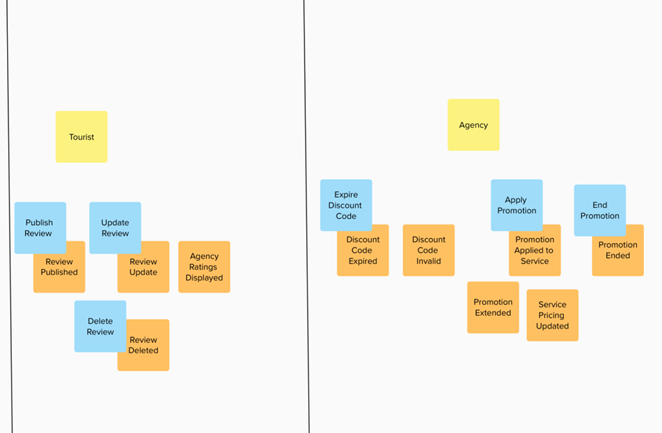 Tourist
Publish
Review
Update
Review
Review
Published
Review
Update
Agency
Ratings
Displayed
Delete
Review
Review
Deleted
Agency
Expire
Discount
Code
Apply
Promotion
End
Promotion
Discount
Code
Expired
Discount
Code
Invalid
Promotion
Applied to
Service
Promotion
Ended
Promotion
Extended
Service
Pricing
Updated